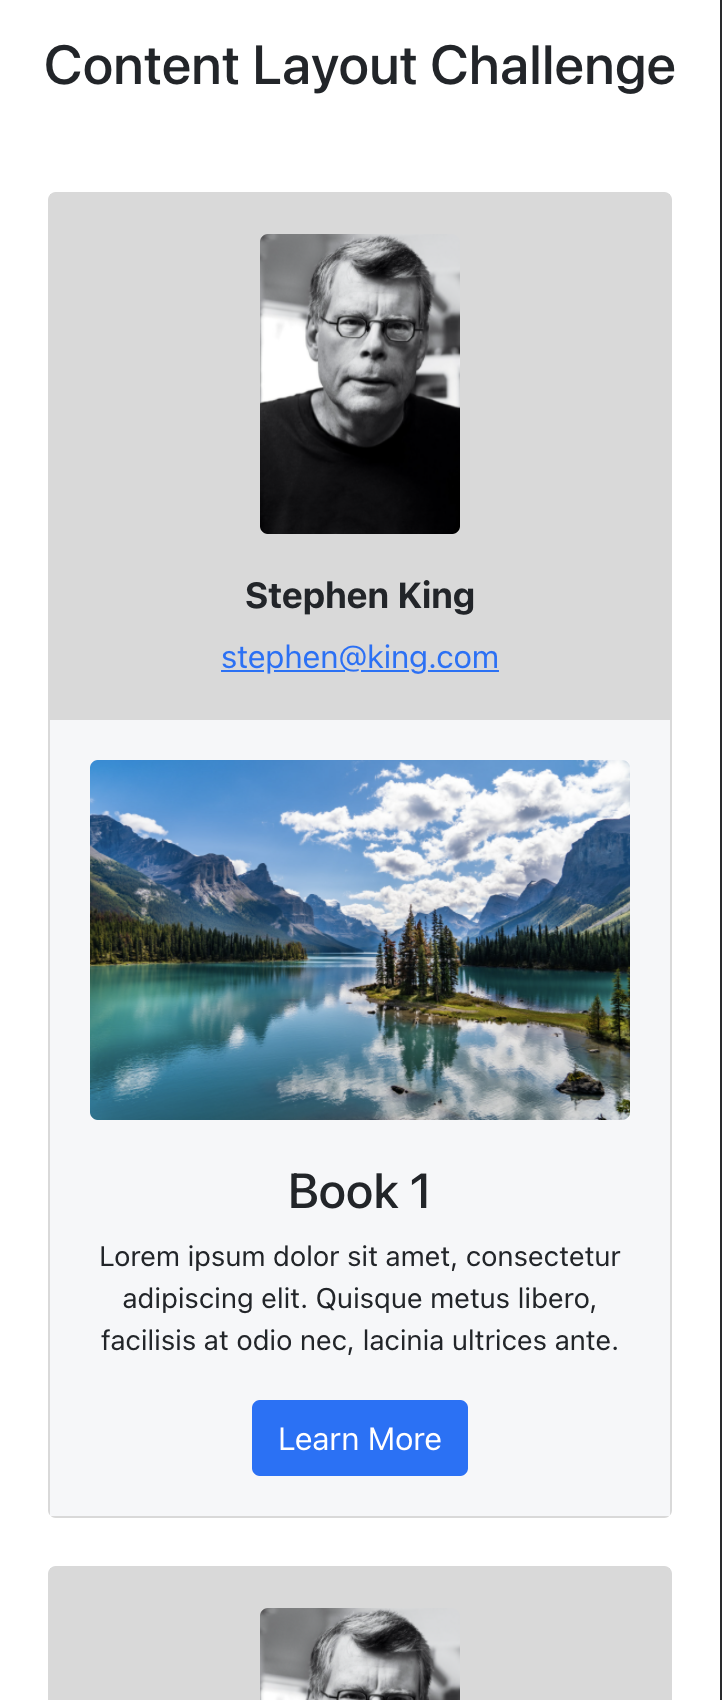 Content Layout Challenge
Stephen King
stephen@king.com
Book 1
Lorem ipsum dolor sit amet, consectetur
adipiscing elit. Quisque metus libero,
facilisis at odio nec, lacinia ultrices ante.
Learn More